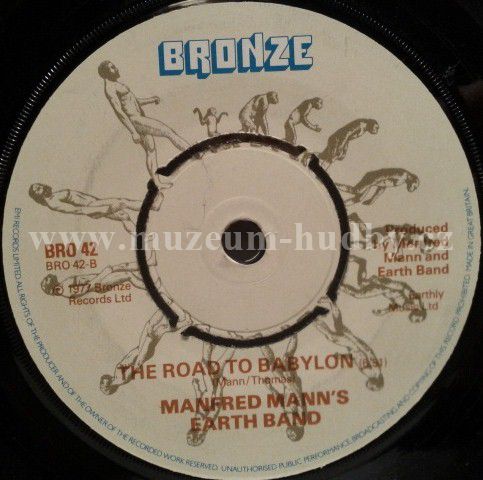 BRONZE
www.muzeum-hudby.cz
BRO 42
BRO 42-B
℗ 1977 Bronze
Records Ltd
Produced
Mann and
Earth Band
Earthly
Music Ltd
THE ROAD TO BABYLON
(Mann/Thomas)
MANFRED MANN'S
EARTH BAND
EMI RECORDS LIMITED. ALL RIGHTS OF THE PRODUCER AND OF THE OWNER OF THE RECORDED WORK RESERVED. UNAUTHORISED PUBLIC PERFORMANCE, BROADCASTING AND COPYING OF THIS RECORD PROHIBITED. MADE IN GREAT BRITAIN.